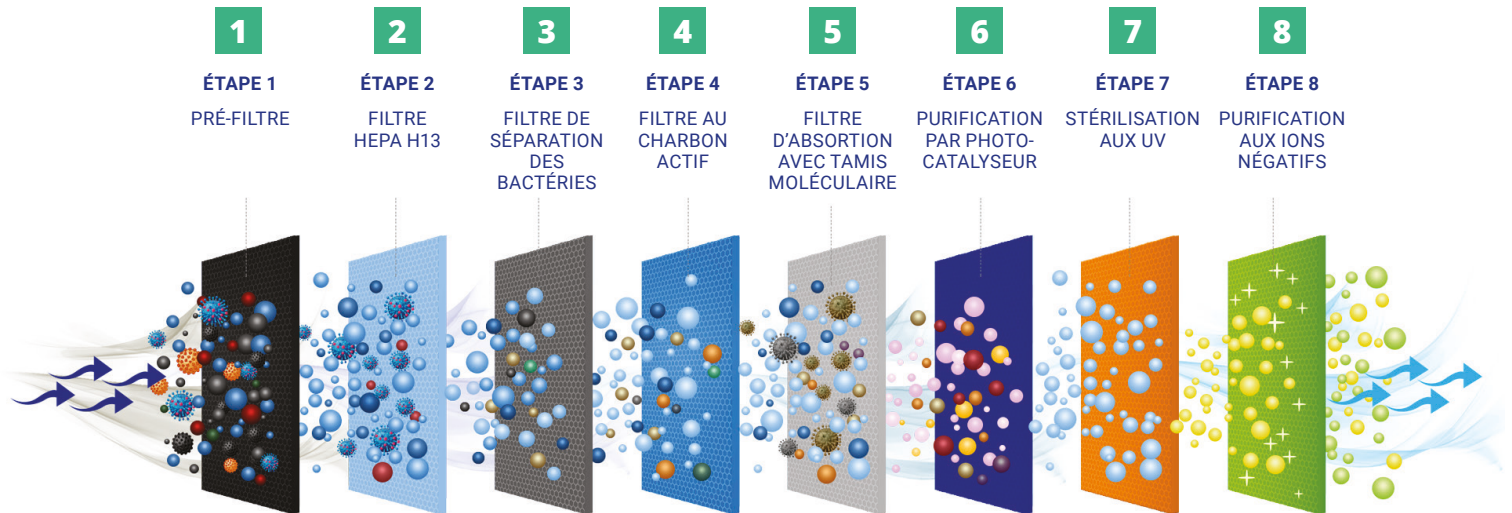 1
ÉTAPE 1
PRÉ-FILTRE
2
ÉTAPE 2
FILTRE
HEPA H13
3
ÉTAPE 3
FILTRE DE
SÉPARATION
DES
BACTÉRIES
4
ÉTAPE 4
FILTRE AU
CHARBON
ACTIF
5
ÉTAPE 5
FILTRE
D’ABSORTION
AVEC TAMIS
MOLÉCULAIRE
6
ÉTAPE 6
PURIFICATION
PAR PHOTO-
CATALYSEUR
7
ÉTAPE 7
STÉRILISATION
AUX UV
8
ÉTAPE 8
PURIFICATION
AUX IONS
NÉGATIFS